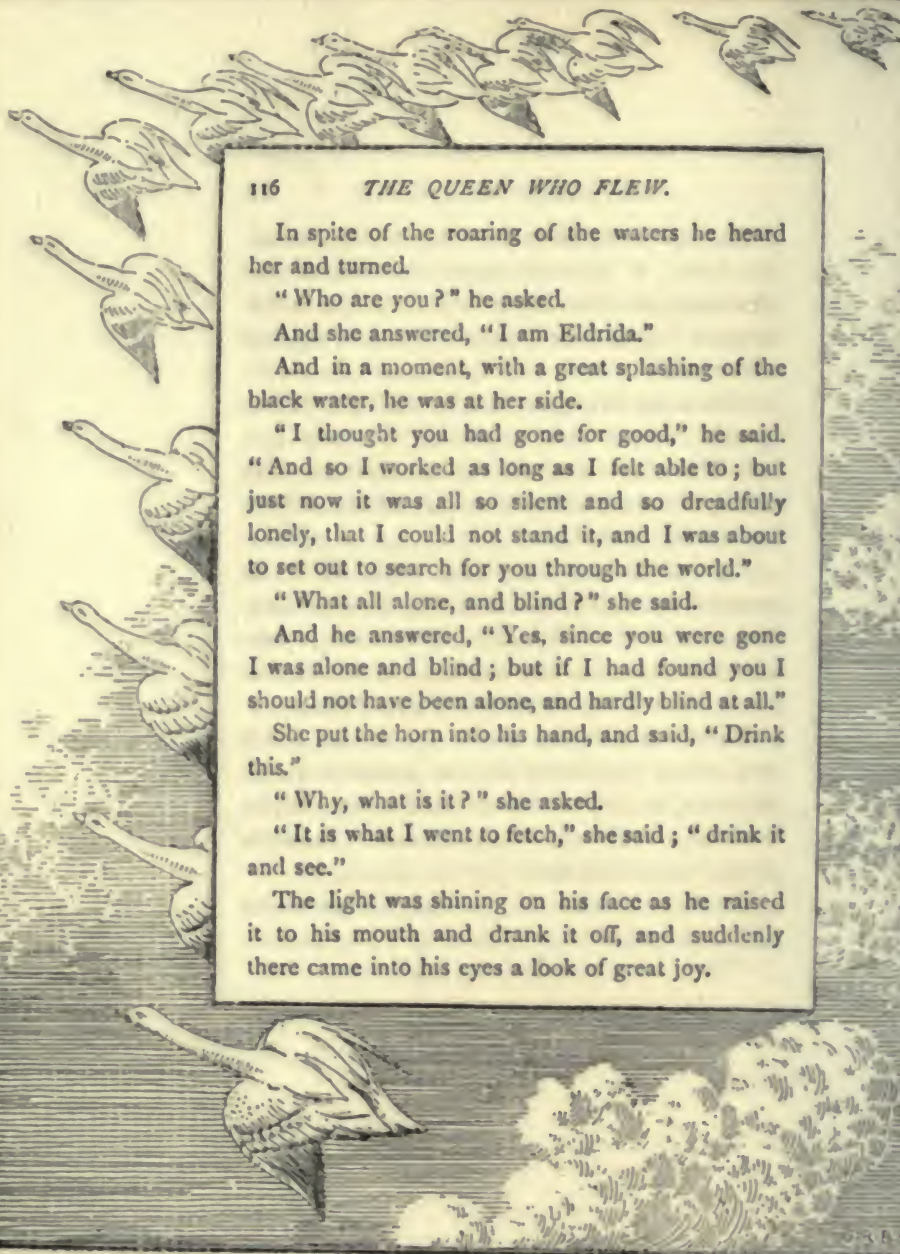 116 THE QUEEN WHO FLEW.
In spite of the roaring of the waters he heard
her and turned.
"Who are you?" he asked.
And she answered, "I am Eldrida."
And in a moment, with a great splashing of the
black water, he was at her side.
"I thought you had gone for good," he said.
"And so I worked as long as I felt able to; but
just now it was all so silent and so dreadfully
lonely, that I could not stand it, and I was about
to set out to search for you through the world."
"What all alone, and blind?" she said.
And he answered, "Yes, since you were gone
I was alone and blind; but if I had found you I
should not have been alone, and hardly blind at all."
She put the horn into his hand, and said, "Drink
this."
"Why, what is it?" she asked.
"It is what I went to fetch," she said; "drink it
and see."
The light was shining on his face as he raised
it to his mouth and drank it off, and suddenly
there came into his eyes a look of great joy.